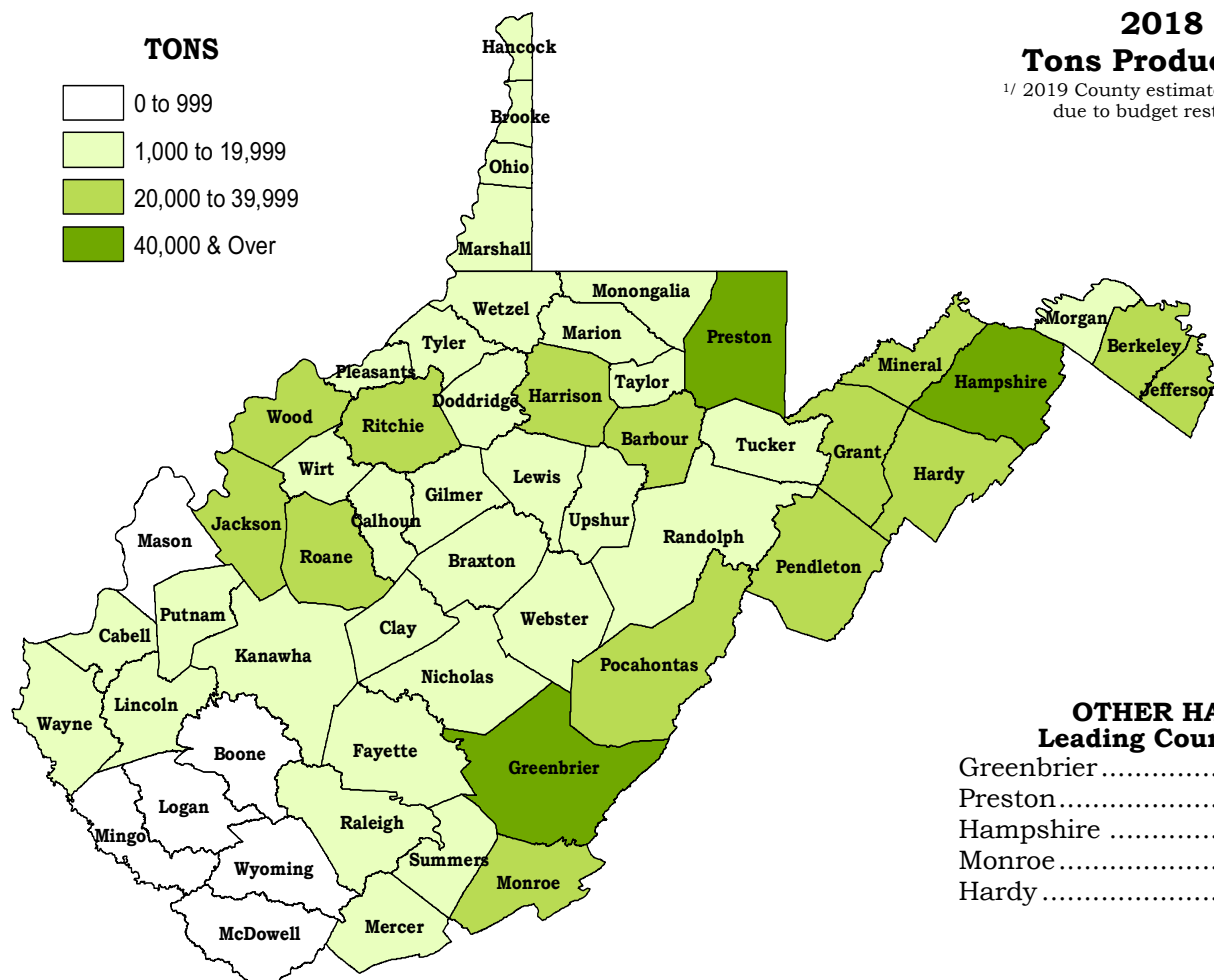 2018
Tons Produc
1/ 2019 County estimate
due to budget rest
TONS
0 to 999
1,000 to 19,999
20,000 to 39,999
40,000 & Over
Hancock
Brooke
Ohio
Marshall
Wetzel
Monongalia
Marion
Preston
Tyler
Pleasants
Doddridge
Harrison
Taylor
Morgan
Berkeley
Jefferson
Mineral
Hampshire
Wood
Ritchie
Barbour
Tucker
Grant
Hardy
Wirt
Lewis
Gilmer
Calhoun
Upshur
Randolph
Jackson
Roane
Mason
Braxton
Pendleton
Putnam
Cabell
Clay
Webster
Kanawha
Pocahontas
Nicholas
Lincoln
Wayne
Boone
Fayette
Greenbrier
Logan
Mingo
Raleigh
Wyoming
Summers
Monroe
Mercer
McDowell
OTHER HA
Leading Coun
Greenbrier
Preston
Hampshire
Monroe
Hardy